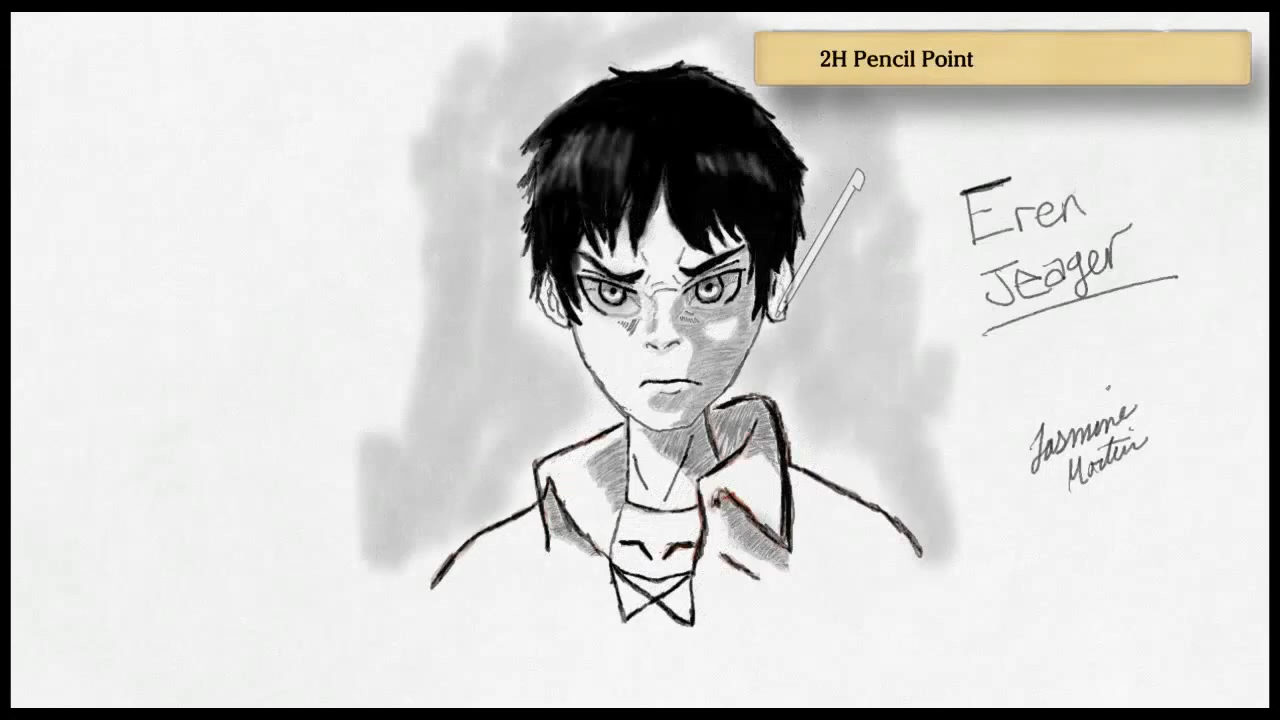 2H Pencil Point
Eren
Jeager
Jasmine
Martin